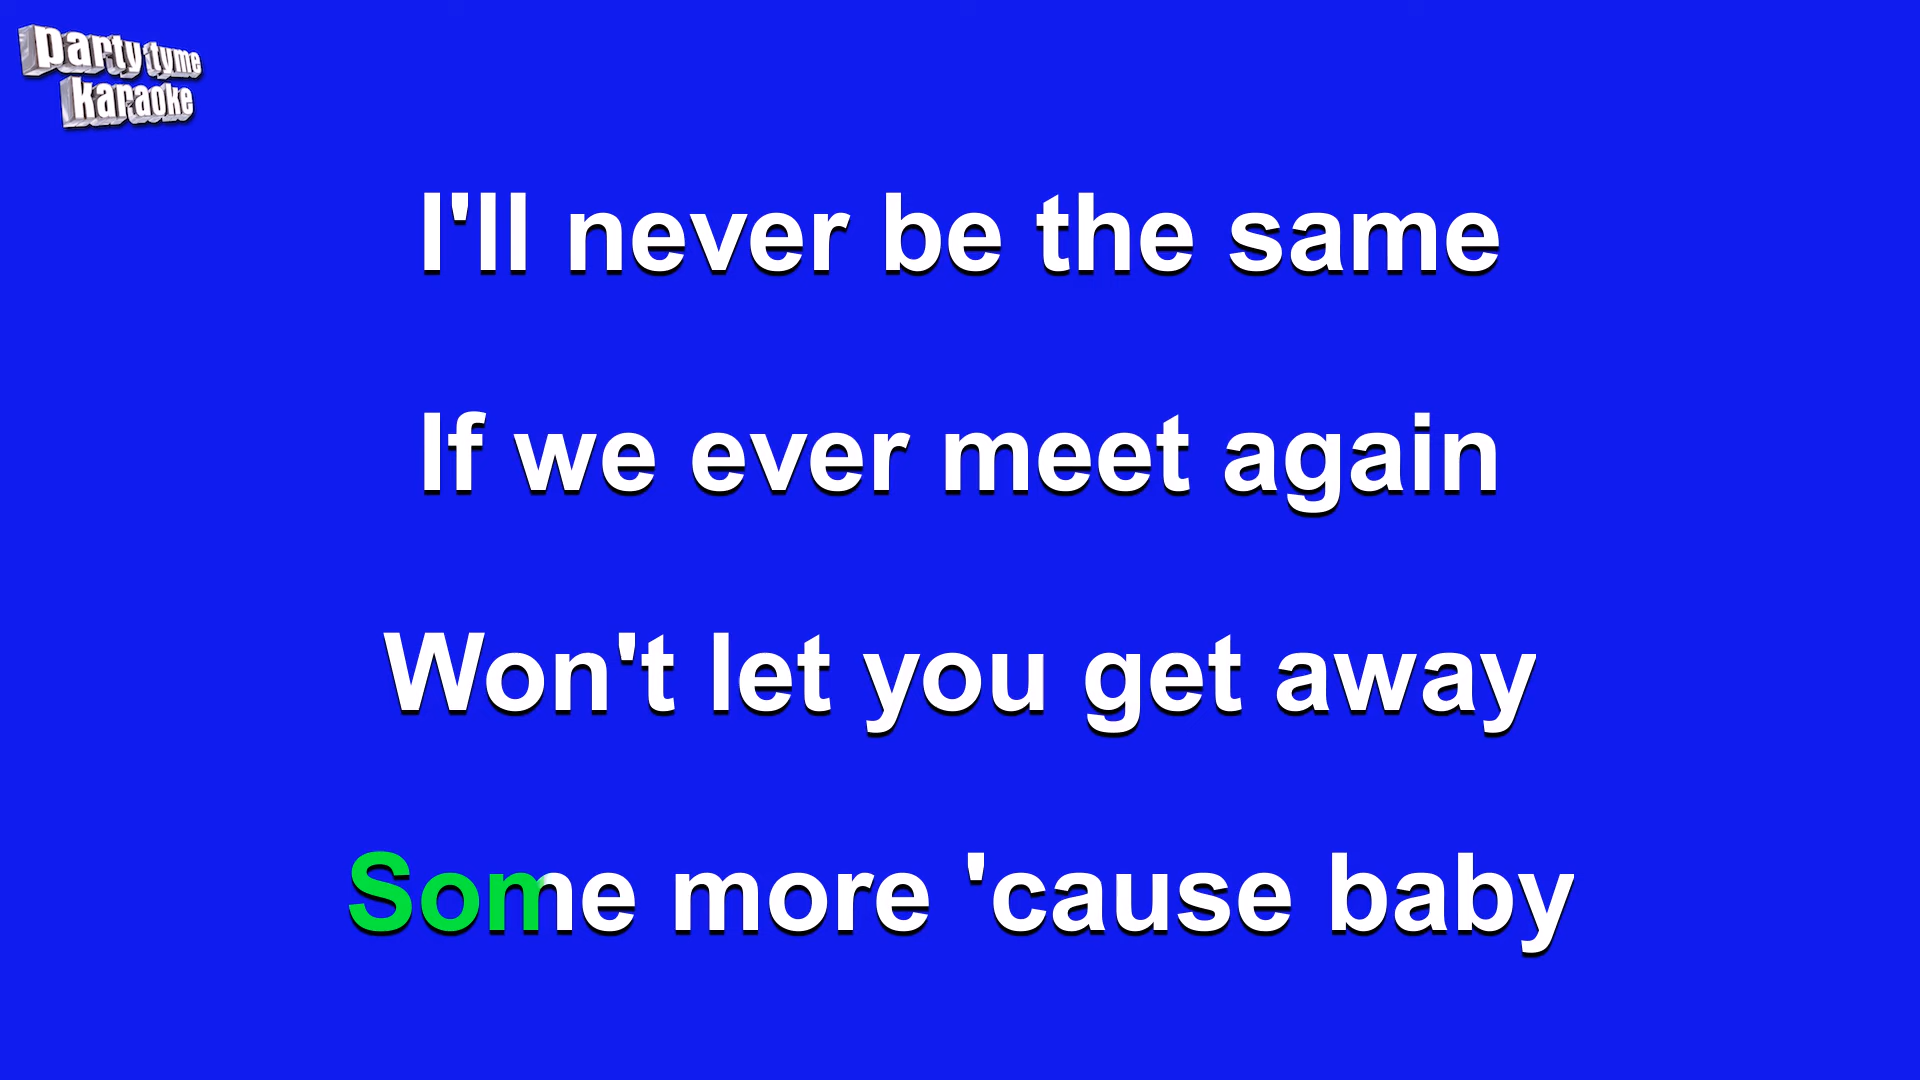 party tyme
karaoke
I'll never be the same
If we ever meet again
Won't let you get away
Some more 'cause baby